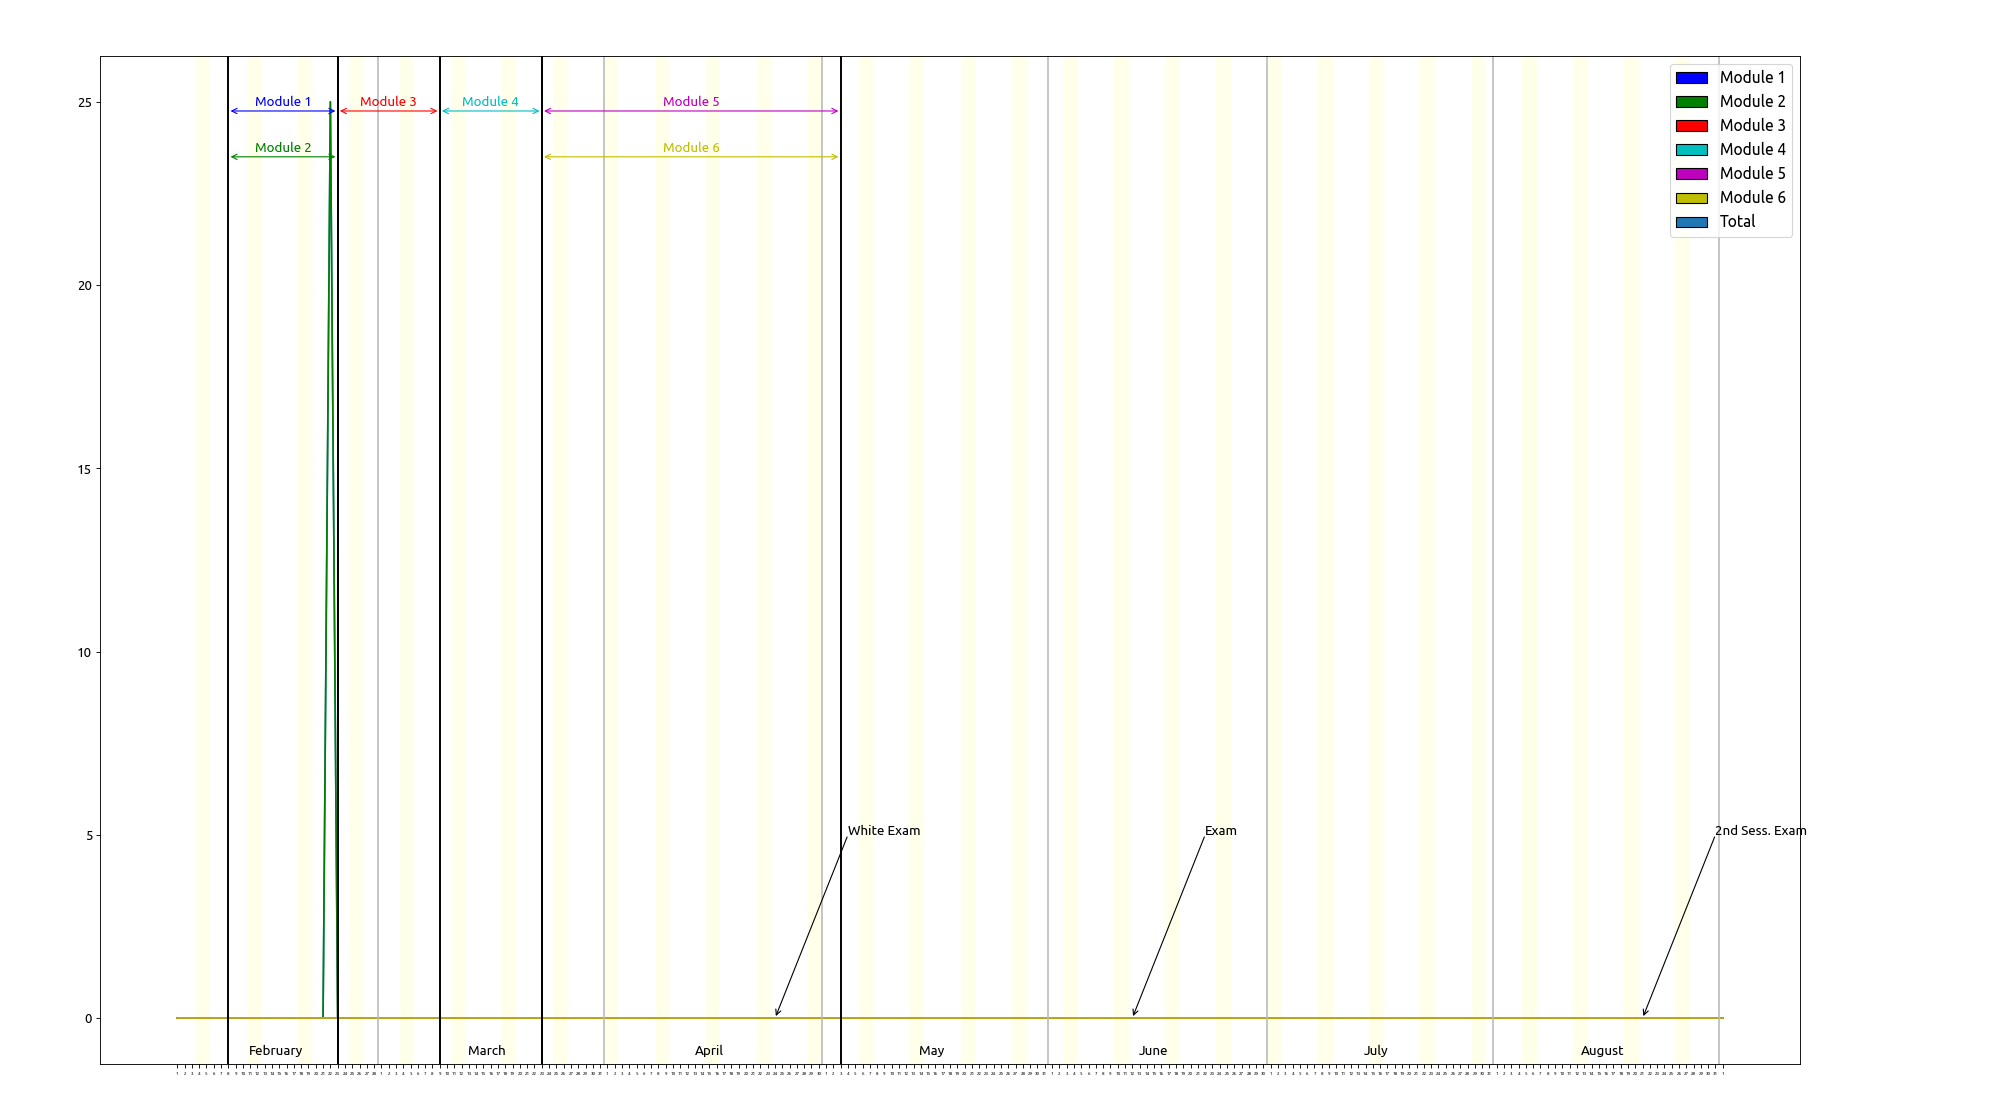 Module 1
Module 3
Module 4
Module 5
Module 2
Module 6
Module 1
Module 2
Module 3
Module 4
Module 5
Module 6
Total
25
20
15
10
5
0
White Exam
Exam
2nd Sess. Exam
February
March
April
May
June
July
August